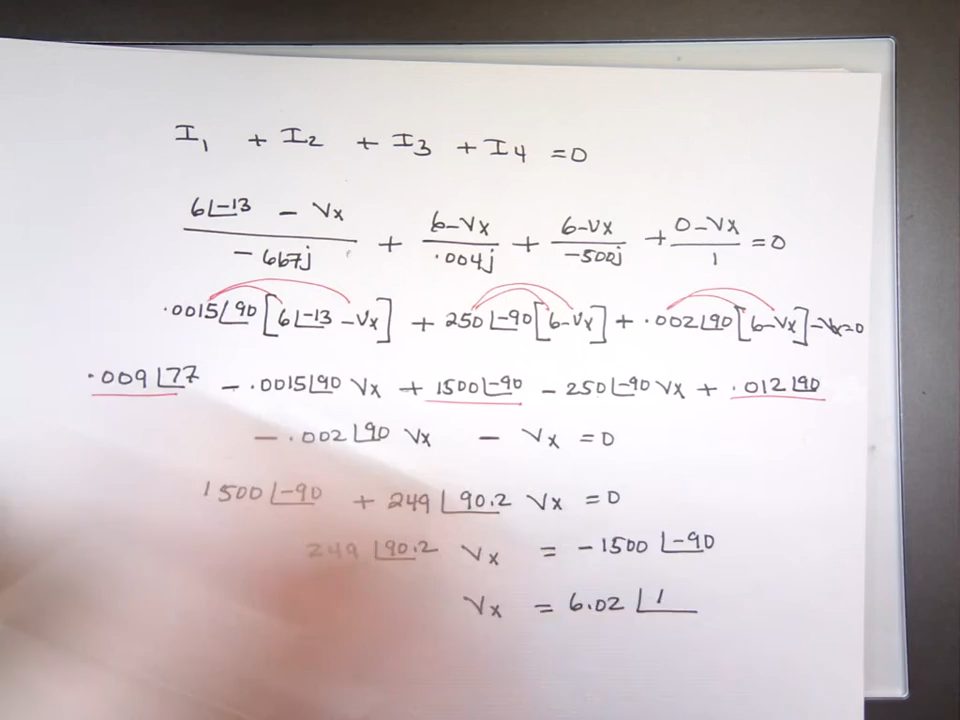 I₁ + I₂ + I₃ + I₄ = 0
6∠-13 - Vx / -667j + 6-Vx / .004j + 6-Vx / -500j + 0-Vx / 1 = 0
.0015∠90 [6∠-13 - Vx] + 250∠-90 [6-Vx] + .002∠90 [6-Vx] - Vx=0
.009∠77 - .0015∠90 Vx + 1500∠-90 - 250∠-90 Vx + .012∠90
- .002∠90 Vx - Vx = 0
1500∠-90 + 249∠90.2 Vx = 0
249∠90.2 Vx = -1500∠-90
Vx = 6.02∠1